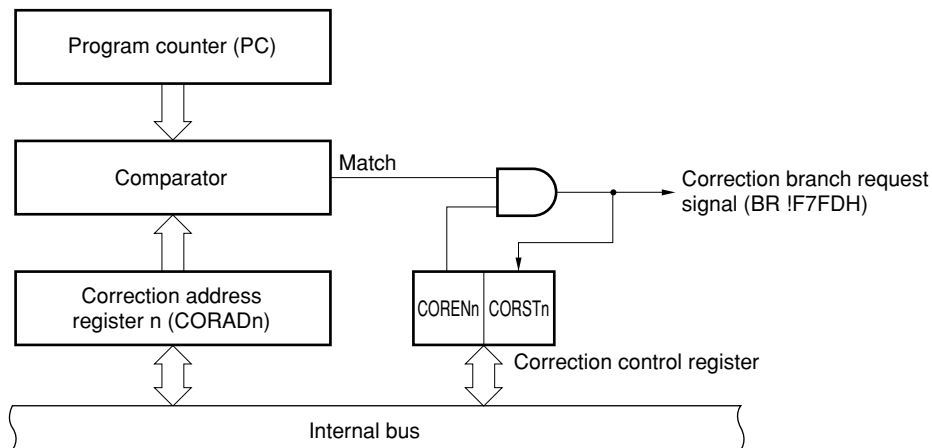 Program counter (PC)
Comparator
Match
Correction branch request
signal (BR !F7FDH)
Correction address
register n (CORADn)
CORENn
CORSTn
Correction control register
Internal bus